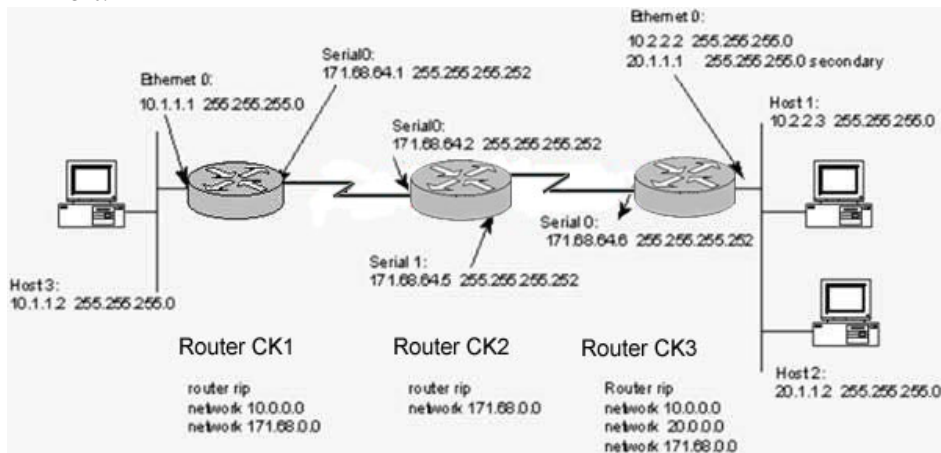 Ethernet 0:
10.2.2.2 255.255.255.0
20.1.1.1 255.255.255.0 secondary
Serial0:
171.68.64.1 255.255.255.252
Ethernet 0:
10.1.1.1 255.255.255.0
Host 1:
10.2.2.3 255.255.255.0
Serial0:
171.68.64.2 255.255.255.252
Serial 0:
171.68.64.6 255.255.255.252
Serial 1:
171.68.64.5 255.255.255.252
Host3:
10.1.1.2 255.255.255.0
Host2:
20.1.1.2 255.255.255.0
Router CK1
Router CK2
Router CK3
router rip
network 10.0.0.0
network 171.68.0.0
router rip
network 171.68.0.0
Router rip
network 10.0.0.0
network 20.0.0.0
network 171.68.0.0